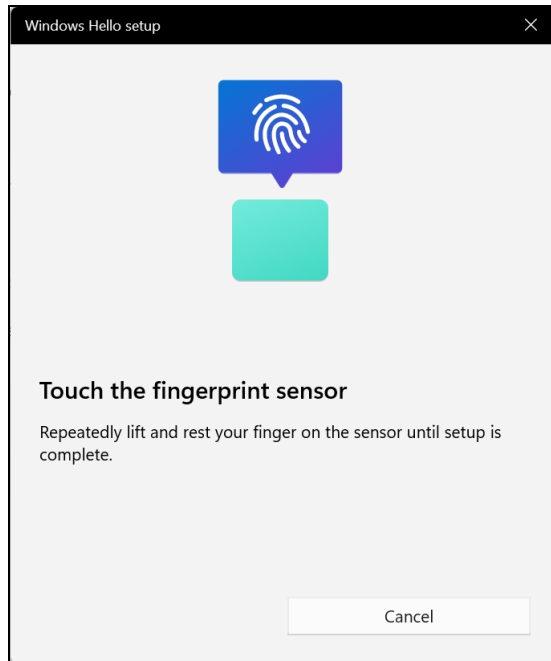 Windows Hello setup
Touch the fingerprint sensor
Repeatedly lift and rest your finger on the sensor until setup is
complete.
Cancel